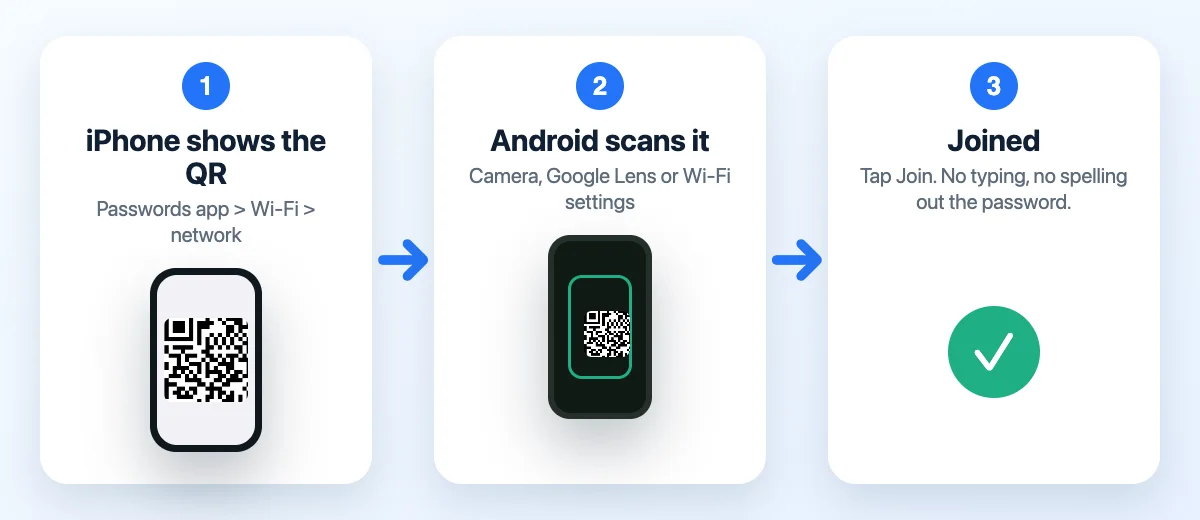 1
iPhone shows the
QR
Passwords app > Wi-Fi >
network
2
Android scans it
Camera, Google Lens or Wi-Fi
settings
3
Joined
Tap Join. No typing, no spelling
out the password.